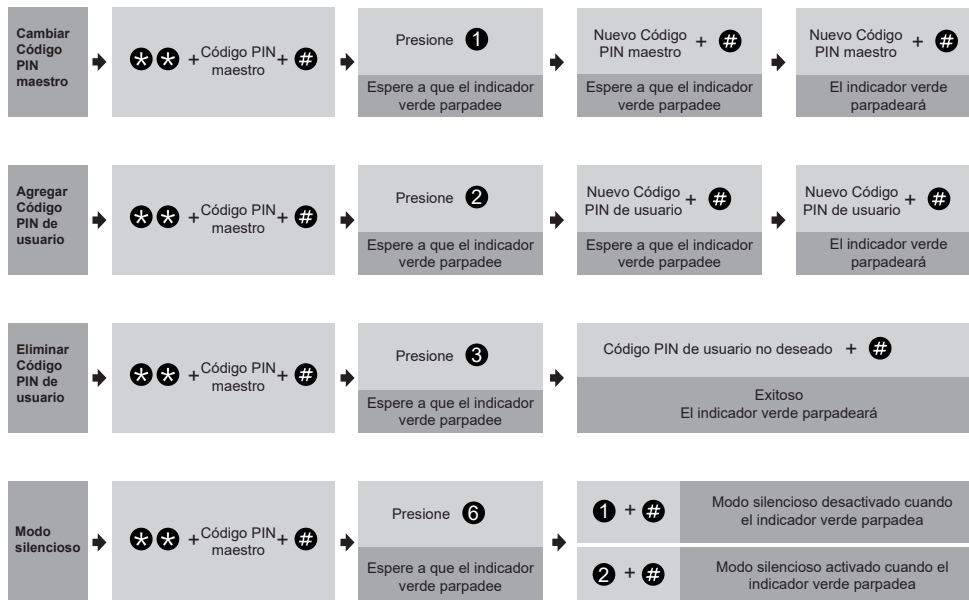 Cambiar
Código
PIN
maestro
** + Código PIN maestro + #
Presione 1
Espere a que el indicador
verde parpadee
Nuevo Código
PIN maestro + #
Espere a que el indicador
verde parpadee
Nuevo Código
PIN maestro + #
El indicador verde
parpadeará
Agregar
Código
PIN de
usuario
** + Código PIN maestro + #
Presione 2
Espere a que el indicador
verde parpadee
Nuevo Código
PIN de usuario + #
Espere a que el indicador
verde parpadee
Nuevo Código
PIN de usuario + #
El indicador verde
parpadeará
Eliminar
Código
PIN de
usuario
** + Código PIN maestro + #
Presione 3
Espere a que el indicador
verde parpadee
Código PIN de usuario no deseado + #
Exitoso
El indicador verde parpadeará
Modo
silencioso
** + Código PIN maestro + #
Presione 6
Espere a que el indicador
verde parpadee
1 + #
Modo silencioso desactivado cuando
el indicador verde parpadea
2 + #
Modo silencioso activado cuando el
indicador verde parpadea